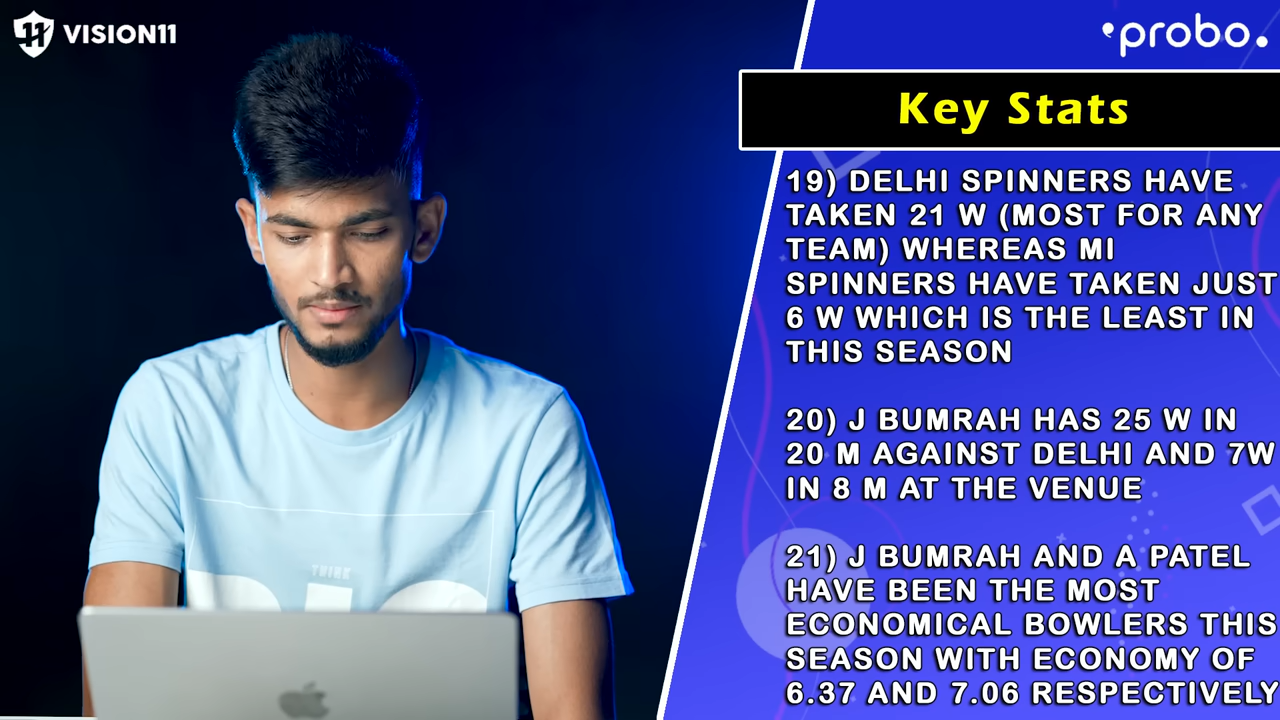 VISION11
probo.
Key Stats
19) DELHI SPINNERS HAVE
TAKEN 21 W (MOST FOR ANY
TEAM) WHEREAS MI
SPINNERS HAVE TAKEN JUST
6 W WHICH IS THE LEAST IN
THIS SEASON
20) J BUMRAH HAS 25 W IN
20 M AGAINST DELHI AND 7W
IN 8 M AT THE VENUE
21) J BUMRAH AND A PATEL
HAVE BEEN THE MOST
ECONOMICAL BOWLERS THIS
SEASON WITH ECONOMY OF
6.37 AND 7.06 RESPECTIVELY
THINK